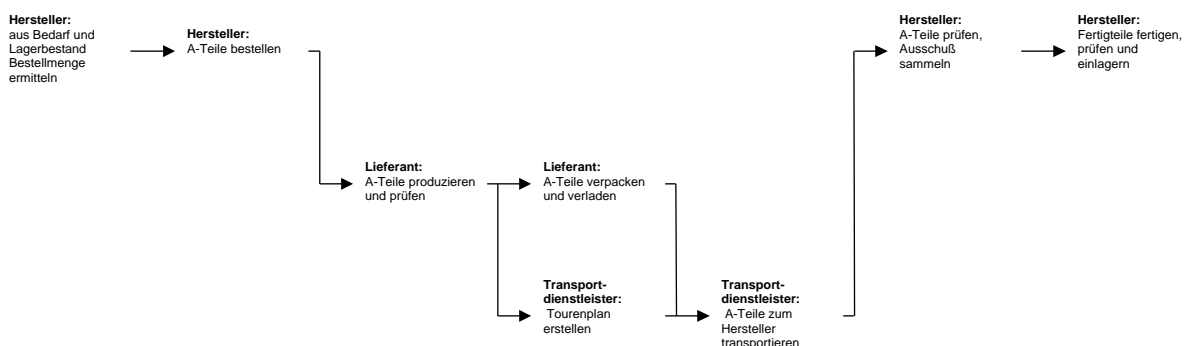 Hersteller:
aus Bedarf und
Lagerbestand
Bestellmenge
ermitteln
Hersteller:
A-Teile bestellen
Lieferant:
A-Teile produzieren
und prüfen
Lieferant:
A-Teile verpacken
und verladen
Transport-
dienstleister:
Tourenplan
erstellen
Transport-
dienstleister:
A-Teile zum
Hersteller
transportieren
Hersteller:
A-Teile prüfen,
Ausschuß
sammeln
Hersteller:
Fertigteile fertigen,
prüfen und
einlagern